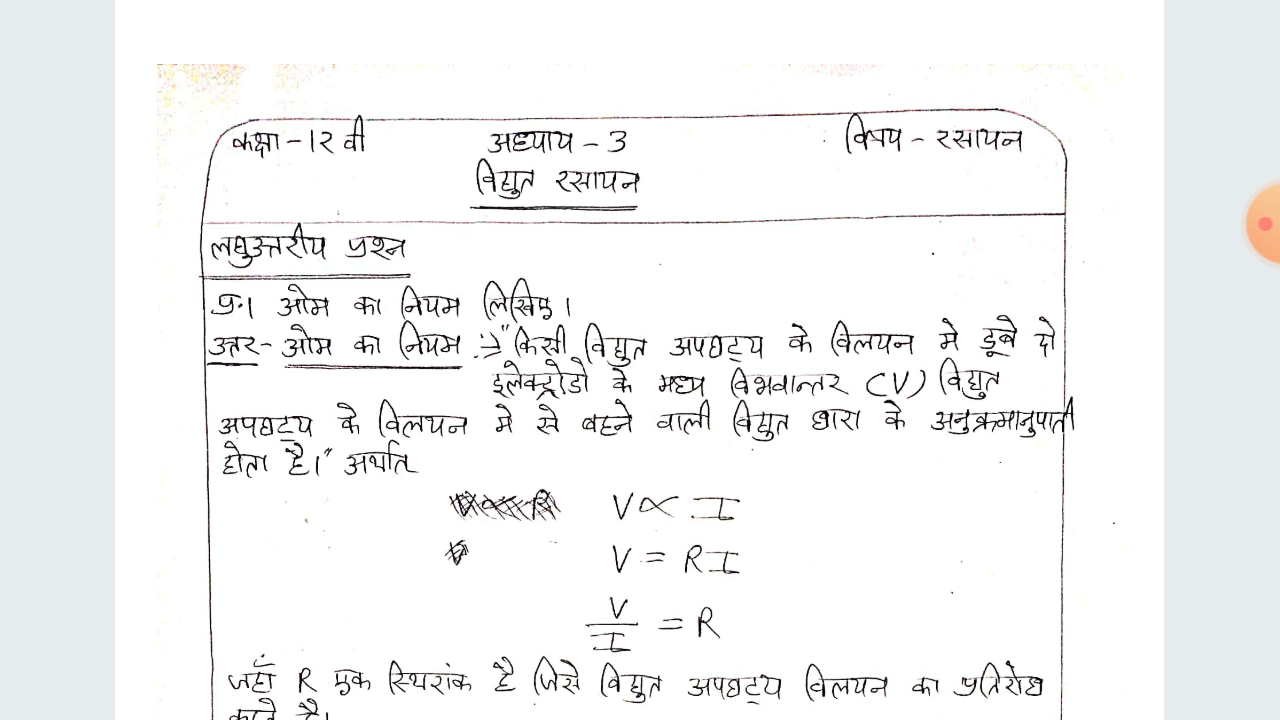 कक्षा - 12 वी अध्याय - 3 विषय - रसायन
विद्युत रसायन
लघुउत्तरीय प्रश्न
प्र.1 ओम का नियम लिखिए।
उत्तर - ओम का नियम :→ "किसी विद्युत अपघट्य के विलयन मे डूबे दो
इलेक्ट्रोडो के मध्य विभवान्तर (V) विद्युत
अपघट्य के विलयन मे से बहने वाली विद्युत धारा के अनुक्रमानुपाती
होता है।" अर्थात
V ∝ I
V = RI
V/I = R
जहाँ R एक स्थिरांक है जिसे विद्युत अपघट्य विलयन का प्रतिरोध
कहते है।